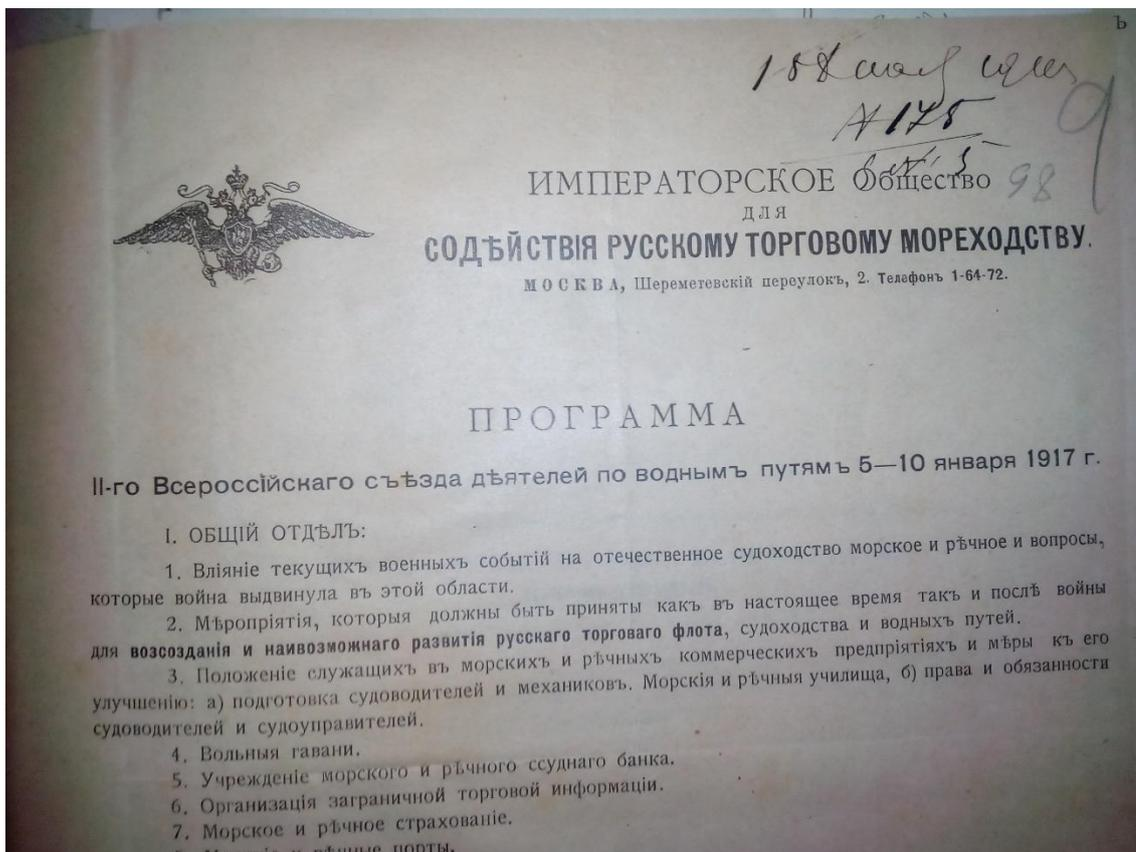 Ъ
№ 175
98
9
ИМПЕРАТОРСКОЕ Общество
ДЛЯ
СОДѢЙСТВІЯ РУССКОМУ ТОРГОВОМУ МОРЕХОДСТВУ.
МОСКВА, Шереметевскій переулокъ, 2. Телефонъ 1-64-72.
ПРОГРАММА
II-го Всероссійскаго съѣзда дѣятелей по воднымъ путямъ 5—10 января 1917 г.
I. ОБЩІЙ ОТДѢЛЪ:
1. Вліяніе текущихъ военныхъ событій на отечественное судоходство морское и рѣчное и вопросы,
которые война выдвинула въ этой области.
2. Мѣропріятія, которыя должны быть приняты какъ въ настоящее время такъ и послѣ войны
для возсозданія и наивозможнаго развитія русскаго торговаго флота, судоходства и водныхъ путей.
3. Положеніе служащихъ въ морскихъ и рѣчныхъ коммерческихъ предпріятіяхъ и мѣры къ его
улучшенію: а) подготовка судоводителей и механиковъ. Морскія и рѣчныя училища, б) права и обязанности
судоводителей и судоуправителей.
4. Вольныя гавани.
5. Учрежденіе морского и рѣчного ссуднаго банка.
6. Организація заграничной торговой информаціи.
7. Морское и рѣчное страхованіе.
и рѣчные порты.